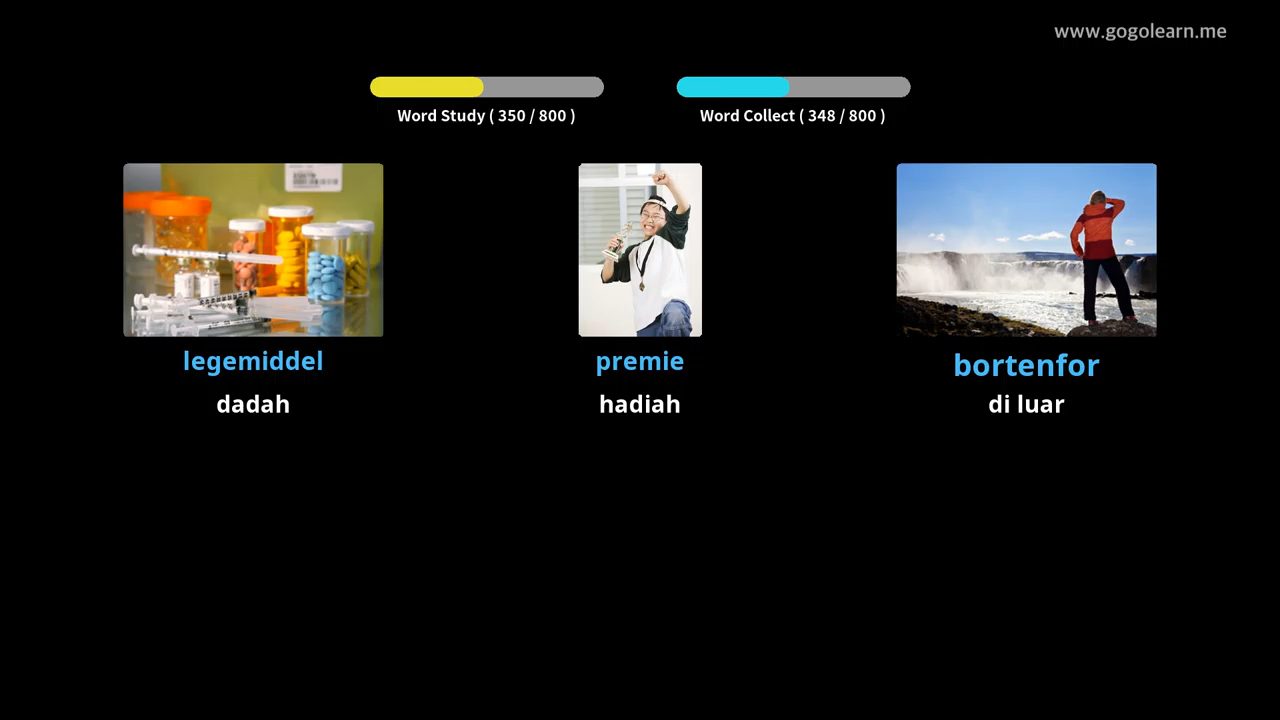 www.gogolearn.me
Word Study ( 350 / 800 )
Word Collect ( 348 / 800 )
legemiddel
premie
bortenfor
dadah
hadiah
di luar